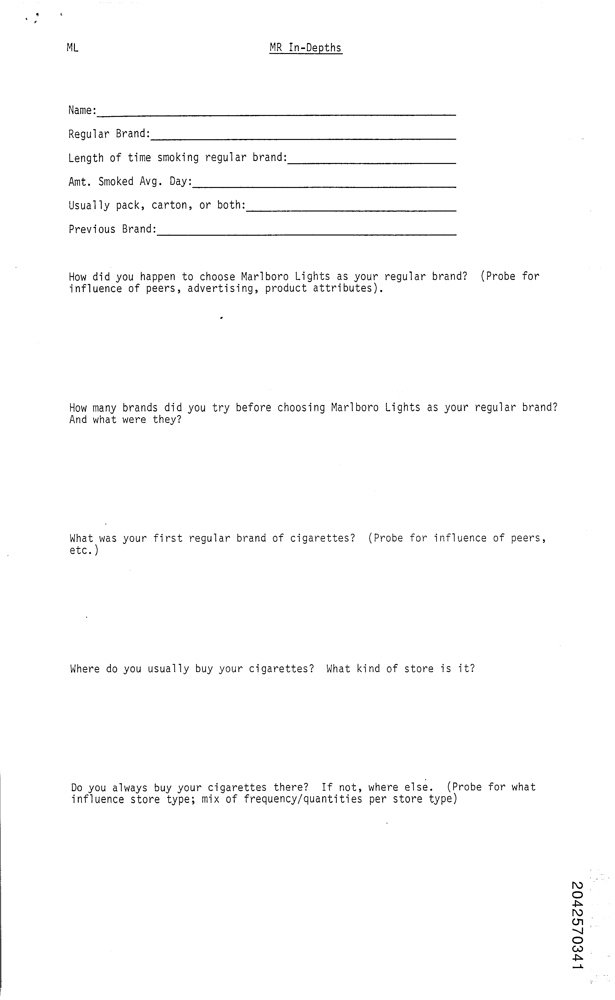 ML MR In-Depths
Name:
Regular Brand:
Length of time smoking regular brand:
Amt. Smoked Avg. Day:
Usually pack, carton, or both:
Previous Brand:
How did you happen to choose Marlboro Lights as your regular brand? (Probe for
influence of peers, advertising, product attributes).
How many brands did you try before choosing Marlboro Lights as your regular brand?
And what were they?
What was your first regular brand of cigarettes? (Probe for influence of peers,
etc.)
Where do you usually buy your cigarettes? What kind of store is it?
Do you always buy your cigarettes there? If not, where else. (Probe for what
influence store type; mix of frequency/quantities per store type)
2042570341